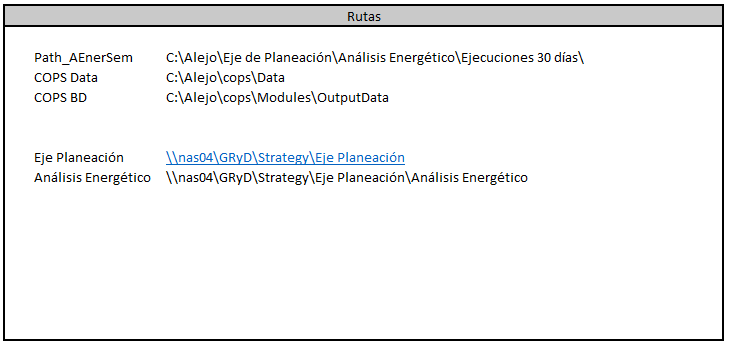 Rutas
Path_AEnerSem C:\Alejo\Eje de Planeación\Análisis Energético\Ejecuciones 30 días\
COPS Data C:\Alejo\cops\Data
COPS BD C:\Alejo\cops\Modules\OutputData
Eje Planeación \\nas04\GRyD\Strategy\Eje Planeación
Análisis Energético \\nas04\GRyD\Strategy\Eje Planeación\Análisis Energético